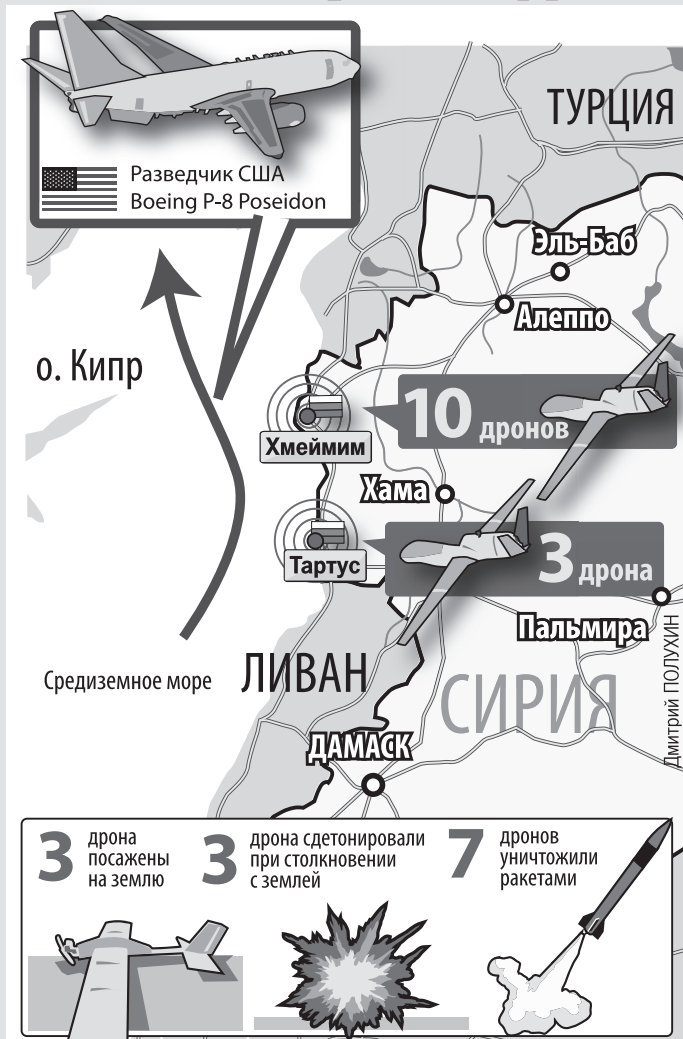 ТУРЦИЯ
Разведчик США
Boeing P-8 Poseidon
Эль-Баб
Алеппо
о. Кипр
10 дронов
Хмеймим
Хама
Тартус
3 дрона
Пальмира
Средиземное море
ЛИВАН
СИРИЯ
Дмитрий ПОЛУХИН
ДАМАСК
3 дрона
посажены
на землю
3 дрона сдетонировали
при столкновении
с землей
7 дронов
уничтожили
ракетами